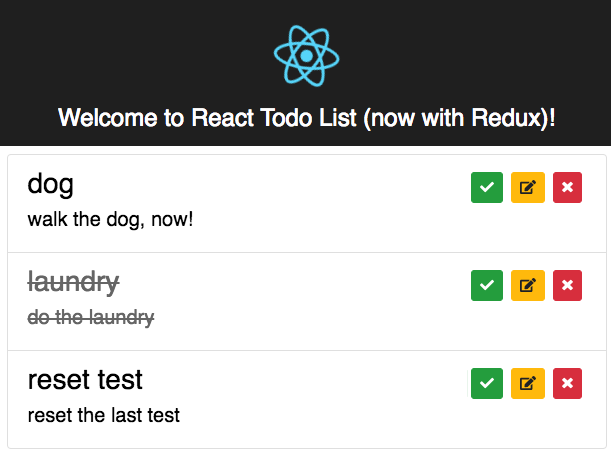 Welcome to React Todo List (now with Redux)!
dog
walk the dog, now!
laundry
do the laundry
reset test
reset the last test